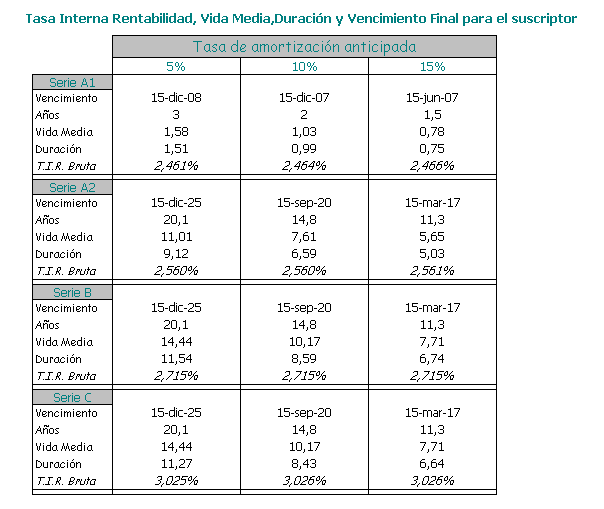 Tasa Interna Rentabilidad, Vida Media,Duración y Vencimiento Final para el suscriptor
Tasa de amortización anticipada
5% 10% 15%
Serie A1
Vencimiento 15-dic-08 15-dic-07 15-jun-07
Años 3 2 1,5
Vida Media 1,58 1,03 0,78
Duración 1,51 0,99 0,75
T.I.R. Bruta 2,461% 2,464% 2,466%
Serie A2
Vencimiento 15-dic-25 15-sep-20 15-mar-17
Años 20,1 14,8 11,3
Vida Media 11,01 7,61 5,65
Duración 9,12 6,59 5,03
T.I.R. Bruta 2,560% 2,560% 2,561%
Serie B
Vencimiento 15-dic-25 15-sep-20 15-mar-17
Años 20,1 14,8 11,3
Vida Media 14,44 10,17 7,71
Duración 11,54 8,59 6,74
T.I.R. Bruta 2,715% 2,715% 2,715%
Serie C
Vencimiento 15-dic-25 15-sep-20 15-mar-17
Años 20,1 14,8 11,3
Vida Media 14,44 10,17 7,71
Duración 11,27 8,43 6,64
T.I.R. Bruta 3,025% 3,026% 3,026%